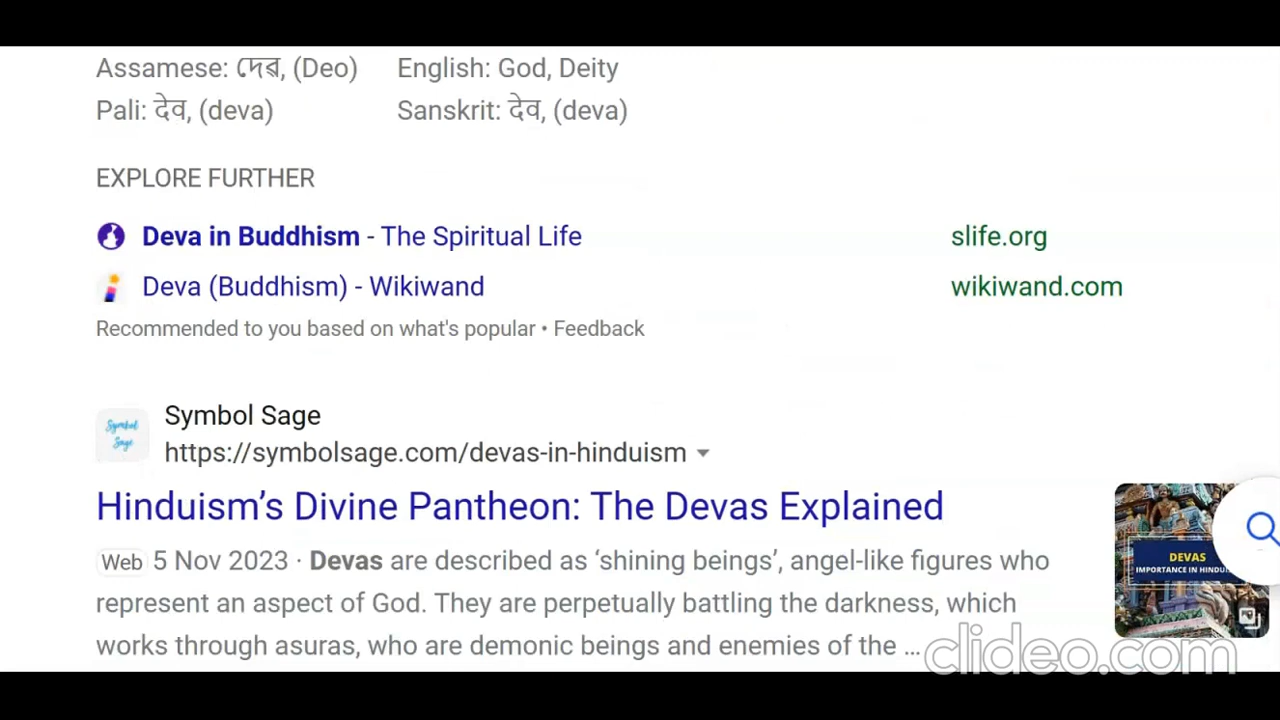 Assamese: দেৱ, (Deo) English: God, Deity
Pali: देव, (deva) Sanskrit: देव, (deva)
EXPLORE FURTHER
Deva in Buddhism - The Spiritual Life slife.org
Deva (Buddhism) - Wikiwand wikiwand.com
Recommended to you based on what's popular • Feedback
Symbol Sage
Symbol
Sage
https://symbolsage.com/devas-in-hinduism
Hinduism’s Divine Pantheon: The Devas Explained
Web 5 Nov 2023 · Devas are described as ‘shining beings’, angel-like figures who
represent an aspect of God. They are perpetually battling the darkness, which
works through asuras, who are demonic beings and enemies of the ...
DEVAS
IMPORTANCE IN
clideo.com